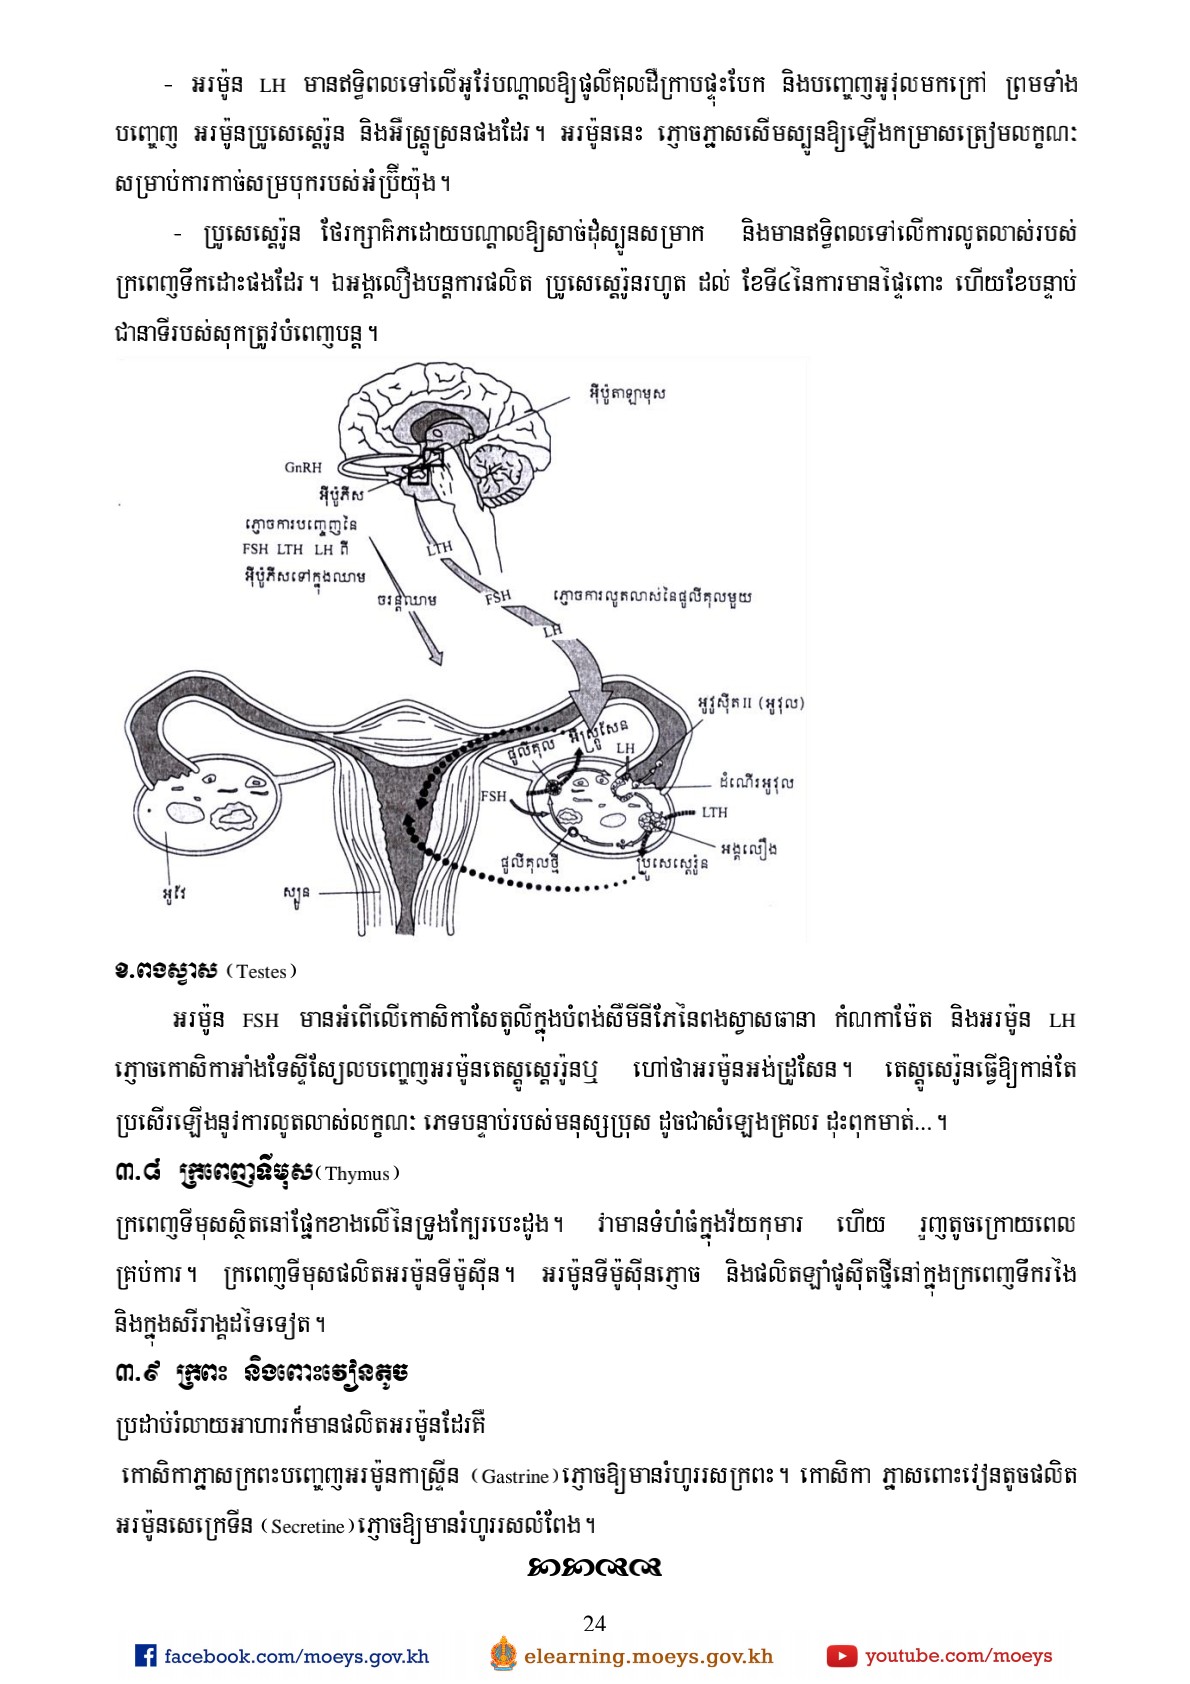 - អរម៉ូន LH មានឥទ្ធិពលទៅលើអូវែបណ្តាលឱ្យផូលីគុលដឺក្រាបផ្ទុះបែក និងបញ្ចេញអូវុលមកក្រៅ ព្រមទាំង
បញ្ចេញ អរម៉ូនប្រូសេស្តេរ៉ូន និងអឺស្ត្រូស្រនផងដែរ។ អរម៉ូននេះ ភ្ញោចភ្នាសសើមស្បូនឱ្យឡើងកម្រាសត្រៀមលក្ខណៈ
សម្រាប់ការកាច់សម្របុករបស់អំប្រ៊ីយ៉ុង។
- ប្រូសេស្តេរ៉ូន ថែរក្សាគ៌ភដោយបណ្តាលឱ្យសាច់ដុំស្បូនសម្រាក និងមានឥទ្ធិពលទៅលើការលូតលាស់របស់
ក្រពេញទឹកដោះផងដែរ។ ឯអង្គលឿងបន្តការផលិត ប្រូសេស្តេរ៉ូនរហូត ដល់ ខែទី៤នៃការមានផ្ទៃពោះ ហើយខែបន្ទាប់
ជានាទីរបស់សុកត្រូវបំពេញបន្ត។
អ៊ីប៉ូតាឡាមុស
GnRH
អ៊ីប៉ូភីស
ភ្ញោចការបញ្ចេញនៃ
FSH LTH LH ពី
អ៊ីប៉ូភីសទៅក្នុងឈាម
LTH
ចរន្តឈាម
FSH
ភ្ញោចការលូតលាស់នៃផូលីគុលមួយ
LH
អូវូស៊ីត II (អូវុល)
អឺស្ត្រូសែន
ផូលីគុល
LH
ដំណើរអូវុល
FSH
LTH
អង្គលឿង
ផូលីគុលថ្មី
ប្រូសេស្តេរ៉ូន
អូវែ
ស្បូន
ខ.ពងស្វាស (Testes)
អរម៉ូន FSH មានអំពើលើកោសិកាសែតូលីក្នុងបំពង់សឺមីនីភែនៃពងស្វាសធានា កំណកាម៉ែត និងអរម៉ូន LH
ភ្ញោចកោសិកាអាំងទែស្ទីស្យែលបញ្ចេញអរម៉ូនតេស្តូស្តេររ៉ូនឬ ហៅថាអរម៉ូនអង់ដ្រូសែន។ តេស្តូសេរ៉ូនធ្វើឱ្យកាន់តែ
ប្រសើរឡើងនូវការលូតលាស់លក្ខណៈ ភេទបន្ទាប់របស់មនុស្សប្រុស ដូចជាសំឡេងគ្រលរ ដុះពុកមាត់...។
៣.៨ ក្រពេញទីមុស(Thymus)
ក្រពេញទីមុសស្ថិតនៅផ្នែកខាងលើនៃទ្រូងក្បែរបេះដូង។ វាមានទំហំធំក្នុងវ័យកុមារ ហើយ រួញតូចក្រោយពេល
គ្រប់ការ។ ក្រពេញទីមុសផលិតអរម៉ូនទីម៉ូស៊ីន។ អរម៉ូនទីម៉ូស៊ីនភ្ញោច និងផលិតឡាំផូស៊ីតថ្មីនៅក្នុងក្រពេញទឹករងៃ
និងក្នុងសរីរាង្គដទៃទៀត។
៣.៩ ក្រពះ និងពោះវៀនតូច
ប្រដាប់រំលាយអាហារក៏មានផលិតអរម៉ូនដែរគឺ
កោសិកាភ្នាសក្រពះបញ្ចេញអរម៉ូនកាស្ត្រីន (Gastrine)ភ្ញោចឱ្យមានរំហូររសក្រពះ។ កោសិកា ភ្នាសពោះវៀនតូចផលិត
អរម៉ូនសេក្រេទីន (Secretine)ភ្ញោចឱ្យមានរំហូររសលំពែង។
24
facebook.com/moeys.gov.kh
elearning.moeys.gov.kh
youtube.com/moeys